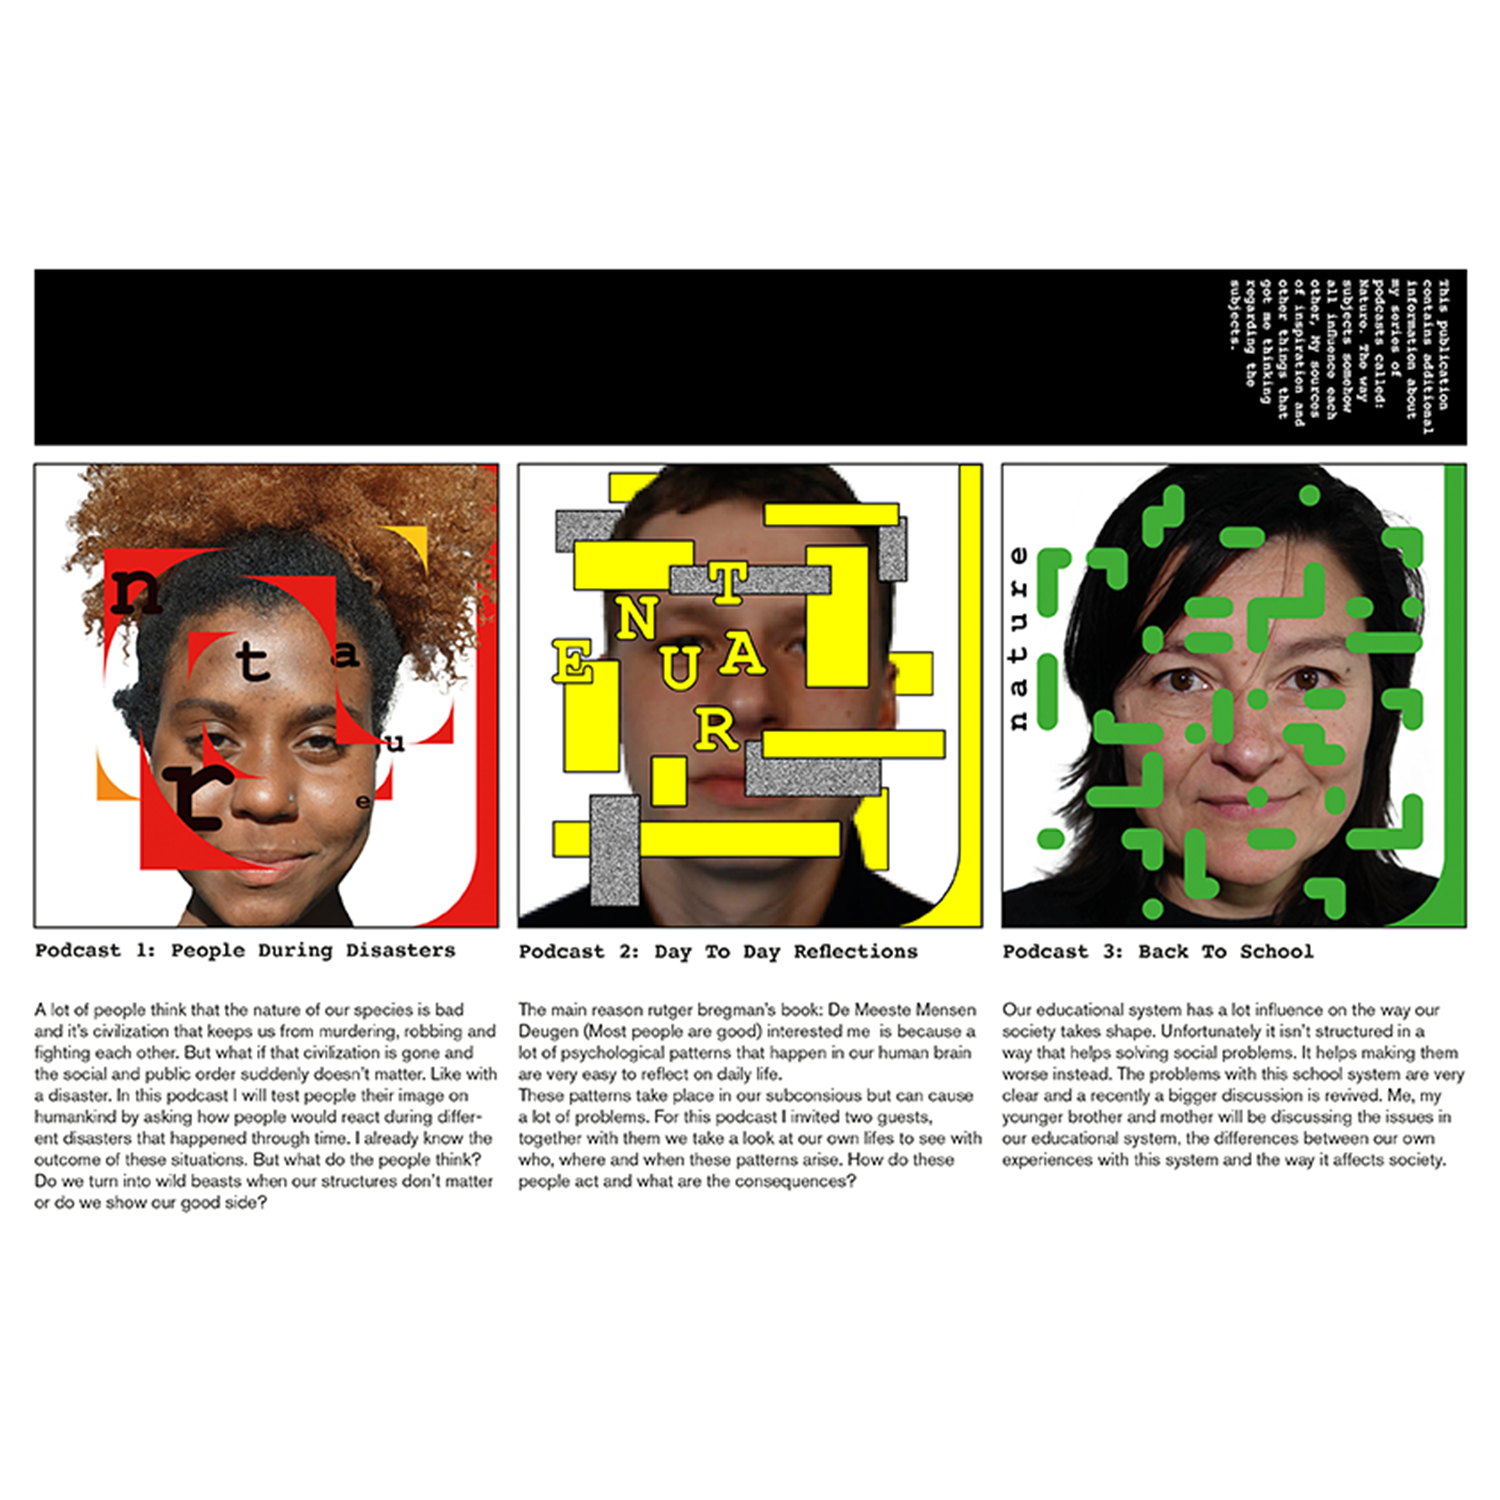 This publication
contains additional
information about
my series of
podcasts called:
Nature. The way
subjects somehow
all influence each
other, My sources
of inspiration and
other things that
got me thinking
regarding the
subjects.
n
t
a
u
r
e
T
N
E
U
A
R
nature
Podcast 1: People During Disasters
A lot of people think that the nature of our species is bad
and it's civilization that keeps us from murdering, robbing and
fighting each other. But what if that civilization is gone and
the social and public order suddenly doesn't matter. Like with
a disaster. In this podcast I will test people their image on
humankind by asking how people would react during differ-
ent disasters that happened through time. I already know the
outcome of these situations. But what do the people think?
Do we turn into wild beasts when our structures don't matter
or do we show our good side?
Podcast 2: Day To Day Reflections
The main reason rutger bregman's book: De Meeste Mensen
Deugen (Most people are good) interested me  is because a
lot of psychological patterns that happen in our human brain
are very easy to reflect on daily life.
These patterns take place in our subconsious but can cause
a lot of problems. For this podcast I invited two guests,
together with them we take a look at our own lifes to see with
who, where and when these patterns arise. How do these
people act and what are the consequences?
Podcast 3: Back To School
Our educational system has a lot influence on the way our
society takes shape. Unfortunately it isn't structured in a
way that helps solving social problems. It helps making them
worse instead. The problems with this school system are very
clear and a recently a bigger discussion is revived. Me, my
younger brother and mother will be discussing the issues in
our educational system, the differences between our own
experiences with this system and the way it affects society.